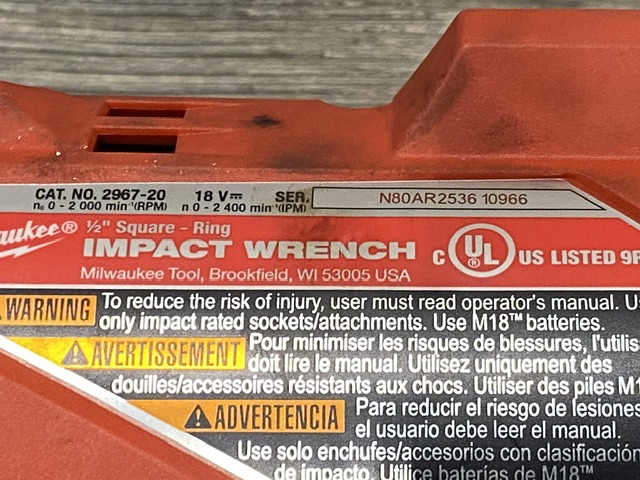 CAT. NO. 2967-20 18 V⎓ SER. N80AR2536 10966
n₀ 0 - 2 000 min⁻¹(RPM) n 0 - 2 400 min⁻¹(IPM)
½" Square - Ring
IMPACT WRENCH C UL US LISTED
Milwaukee Tool, Brookfield, WI 53005 USA
WARNING To reduce the risk of injury, user must read operator's manual.
only impact rated sockets/attachments. Use M18™ batteries.
AVERTISSEMENT Pour minimiser les risques de blessures,
doit lire le manual. Utilisez uniquement des
douilles/accessoires résistants aux chocs. Utiliser des piles
ADVERTENCIA Para reducir el riesgo de lesiones
el usuario debe leer el manual.
Use solo enchufes/accesorios con clasificación
de impacto. Utilice baterías de M18™